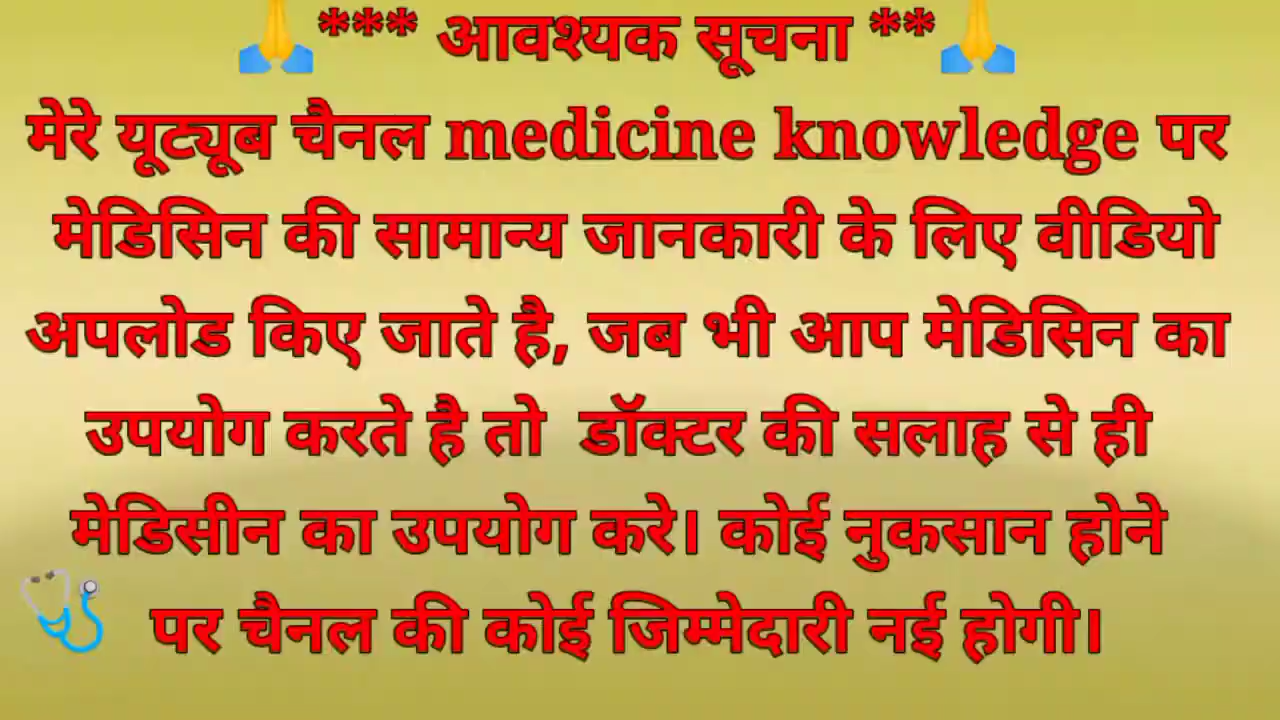 🙏*** आवश्यक सूचना **🙏
मेरे यूट्यूब चैनल medicine knowledge पर
मेडिसिन की सामान्य जानकारी के लिए वीडियो
अपलोड किए जाते है, जब भी आप मेडिसिन का
उपयोग करते है तो डॉक्टर की सलाह से ही
मेडिसीन का उपयोग करे। कोई नुकसान होने
पर चैनल की कोई जिम्मेदारी नई होगी।